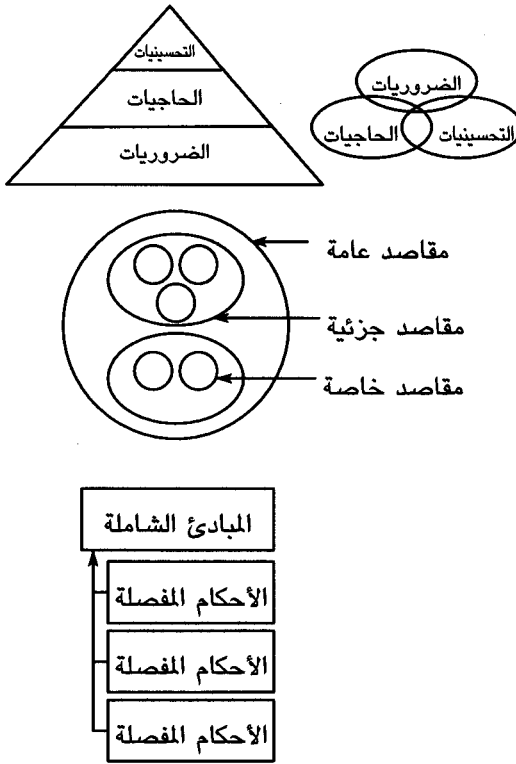 التحسينيات
الحاجيات
الضروريات
الضروريات
الحاجيات
التحسينيات
مقاصد عامة
مقاصد جزئية
مقاصد خاصة
المبادئ الشاملة
الأحكام المفصلة
الأحكام المفصلة
الأحكام المفصلة